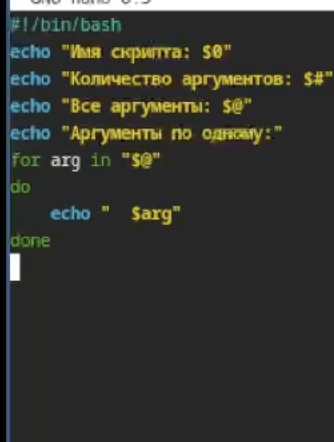 #!/bin/bash
echo "Имя скрипта: $0"
echo "Количество аргументов: $#"
echo "Все аргументы: $@"
echo "Аргументы по одному:"
for arg in "$@"
do
    echo "  $arg"
done